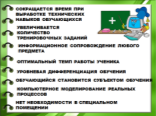 СОКРАЩАЕТСЯ ВРЕМЯ ПРИ
ВЫРАБОТКЕ ТЕХНИЧЕСКИХ
НАВЫКОВ ОБУЧАЮЩИХСЯ
УВЕЛИЧИВАЕТСЯ
КОЛИЧЕСТВО
ТРЕНИРОВОЧНЫХ ЗАДАНИЙ
ИНФОРМАЦИОННОЕ СОПРОВОЖДЕНИЕ ЛЮБОГО
ПРЕДМЕТА
ОПТИМАЛЬНЫЙ ТЕМП РАБОТЫ УЧЕНИКА
УРОВНЕВАЯ ДИФФЕРЕНЦИАЦИЯ ОБУЧЕНИЯ
ОБУЧАЮЩИЙСЯ СТАНОВИТСЯ СУБЪЕКТОМ ОБУЧЕНИЯ
КОМПЬЮТЕРНОЕ МОДЕЛИРОВАНИЕ РЕАЛЬНЫХ
ПРОЦЕССОВ
НЕТ НЕОБХОДИМОСТИ В СПЕЦИАЛЬНОМ
ПОМЕЩЕНИИ